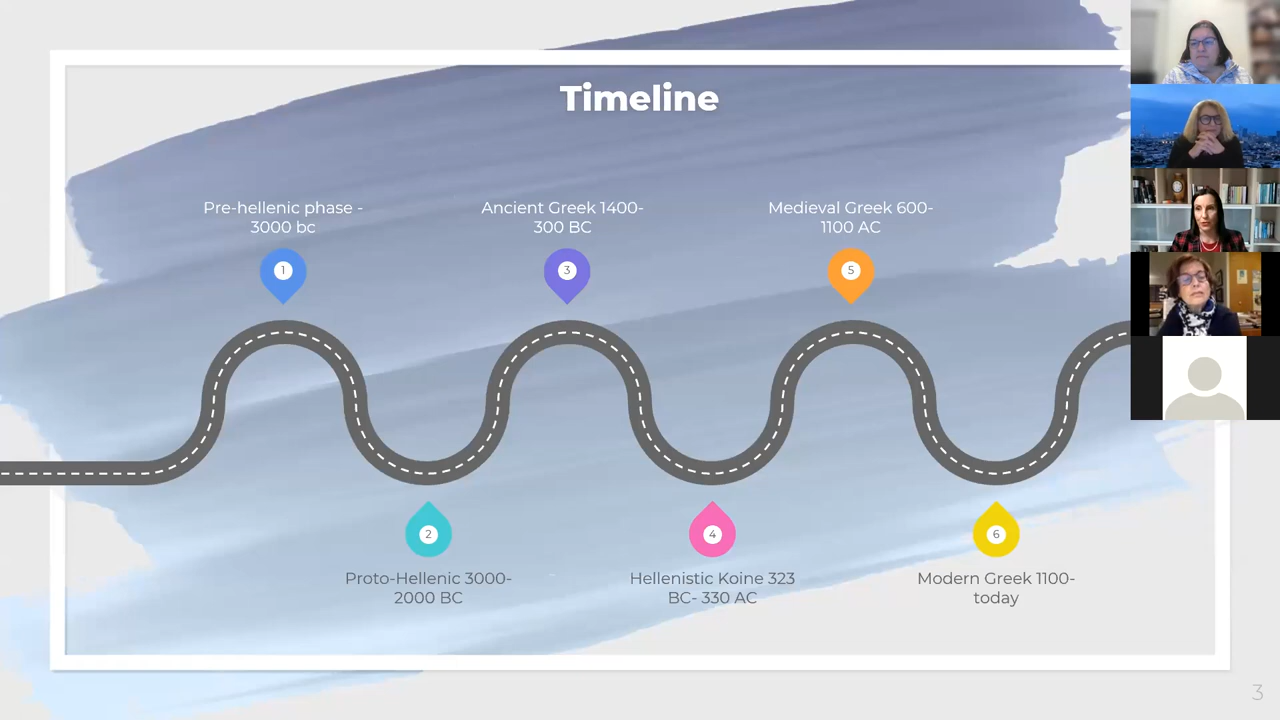 Timeline
Pre-hellenic phase -
3000 bc
Ancient Greek 1400-
300 BC
Medieval Greek 600-
1100 AC
1
3
5
2
4
6
Proto-Hellenic 3000-
2000 BC
Hellenistic Koine 323
BC- 330 AC
Modern Greek 1100-
today
3